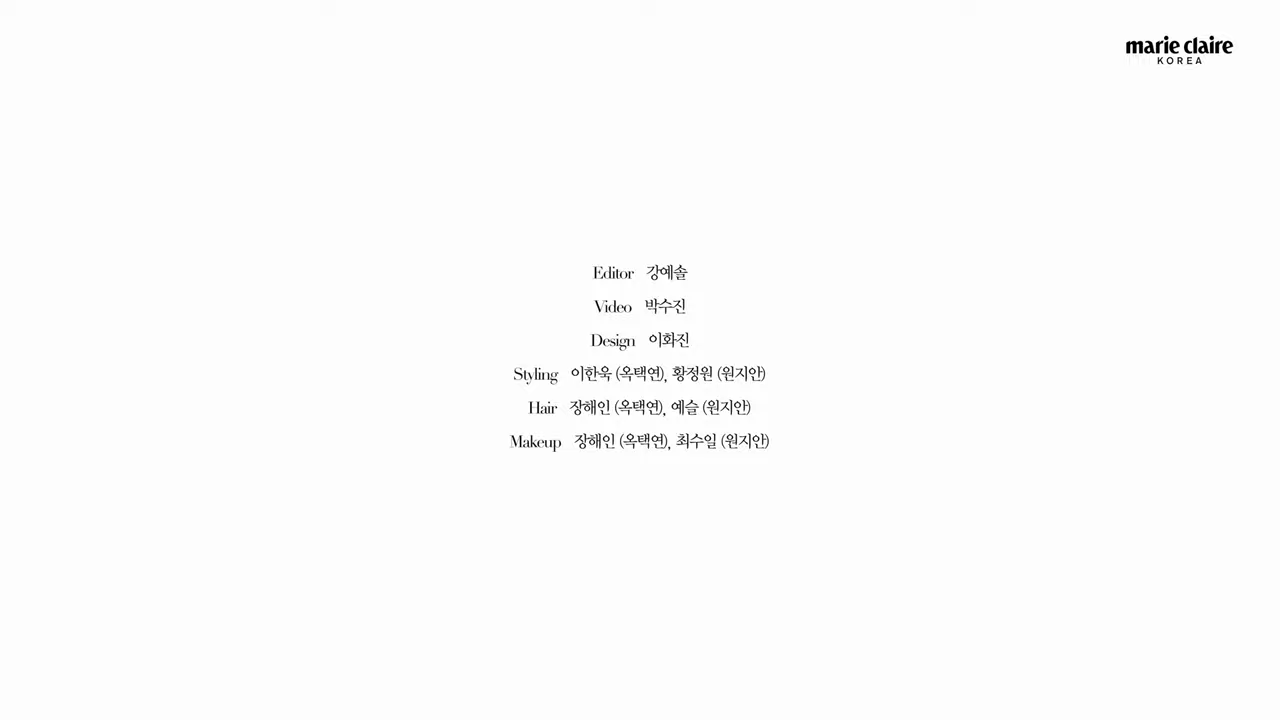 marie claire
KOREA
Editor 강예솔
Video 박수진
Design 이화진
Styling 이한욱 (옥택연), 황정원 (원지안)
Hair 장해인 (옥택연), 예슬 (원지안)
Makeup 장해인 (옥택연), 최수일 (원지안)